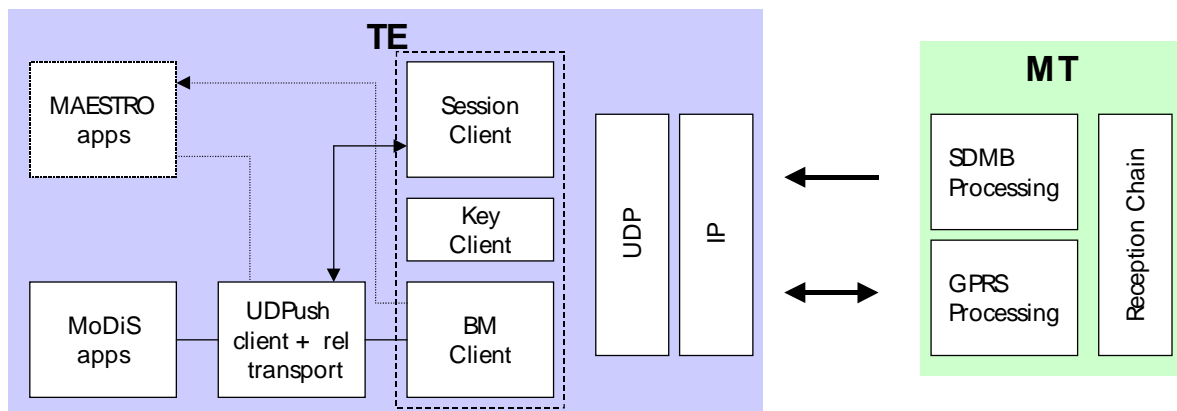 TE
MAESTRO
apps
Session
Client
Key
Client
MoDiS
apps
UDPush
client + rel
transport
BM
Client
UDP
IP
MT
SDMB
Processing
GPRS
Processing
Reception Chain